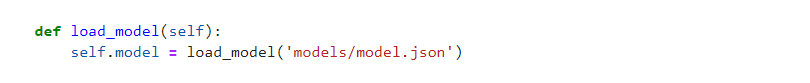 def load_model(self):
    self.model = load_model('models/model.json')